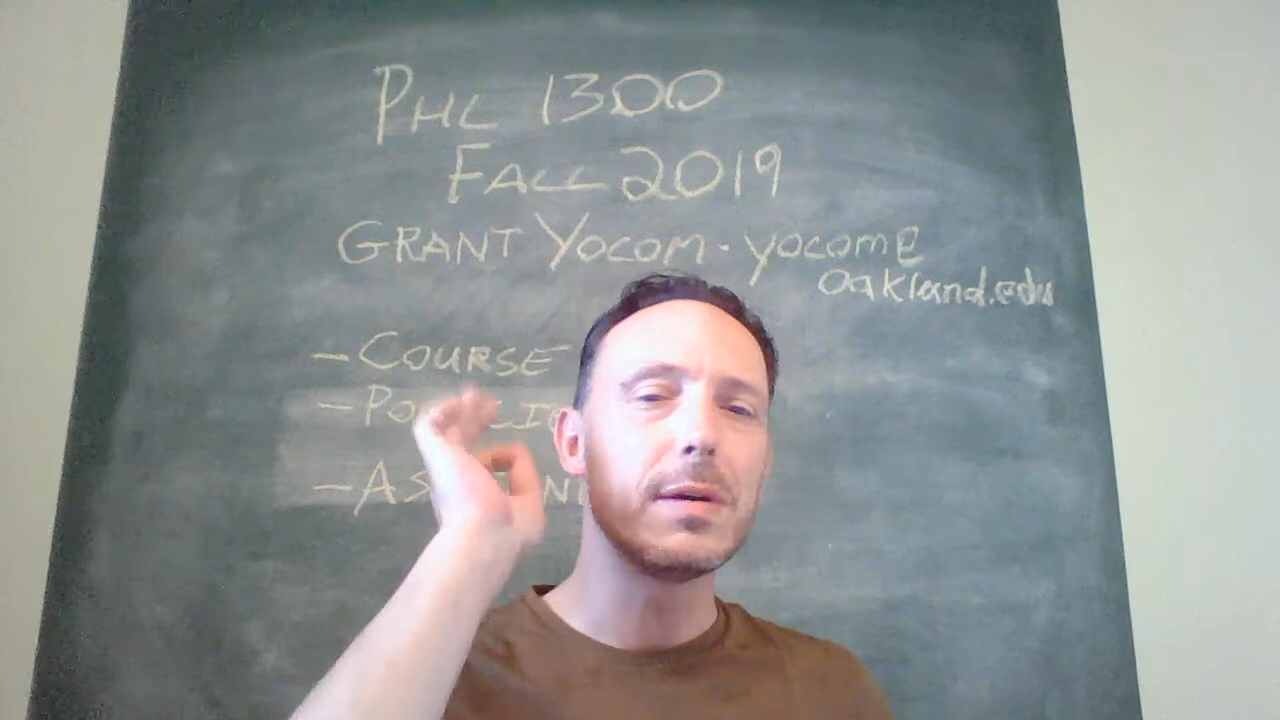 PHL 1300
FALL 2019
GRANT YOCOM - yocom@
oakland.edu
- COURSE
-
-